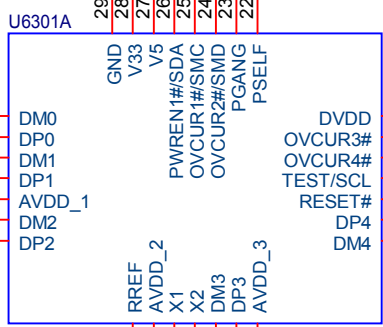 U6301A
29
28
27
26
25
24
23
22
GND
V33
V5
PWREN1#/SDA
OVCUR1#/SMC
OVCUR2#/SMD
PGANG
PSELF
DM0
DP0
DM1
DP1
AVDD_1
DM2
DP2
DVDD
OVCUR3#
OVCUR4#
TEST/SCL
RESET#
DP4
DM4
RREF
AVDD_2
X1
X2
DM3
DP3
AVDD_3